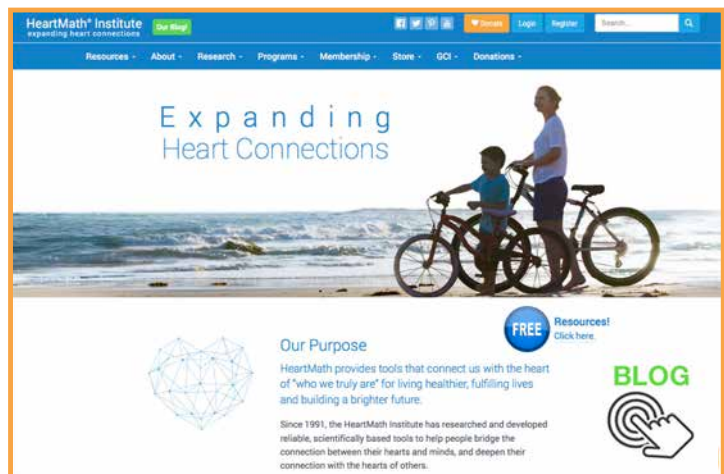 HeartMath® Institute
expanding heart connections
Our Blog!
Donate
Login
Register
Search...
Resources -
About -
Research -
Programs -
Membership -
Store -
GCI -
Donations -
Expanding
Heart Connections
FREE
Resources!
Click here.
Our Purpose
HeartMath provides tools that connect us with the heart
of "who we truly are" for living healthier, fulfilling lives
and building a brighter future.
BLOG
Since 1991, the HeartMath Institute has researched and developed
reliable, scientifically based tools to help people bridge the
connection between their hearts and minds, and deepen their
connection with the hearts of others.